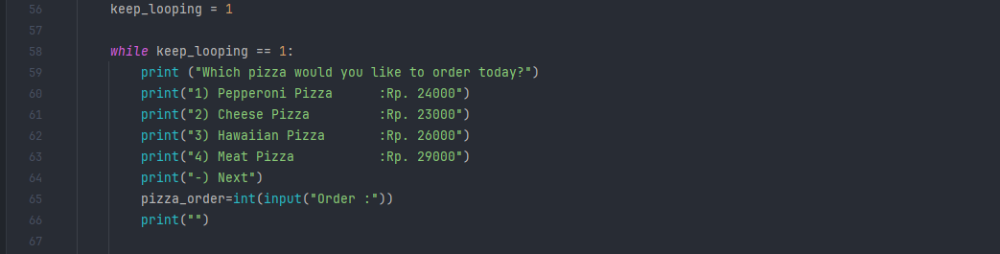 56 keep_looping = 1
57
58 while keep_looping == 1:
59 print ("Which pizza would you like to order today?")
60 print("1) Pepperoni Pizza      :Rp. 24000")
61 print("2) Cheese Pizza         :Rp. 23000")
62 print("3) Hawaiian Pizza       :Rp. 26000")
63 print("4) Meat Pizza           :Rp. 29000")
64 print("-) Next")
65 pizza_order=int(input("Order :"))
66 print("")
67